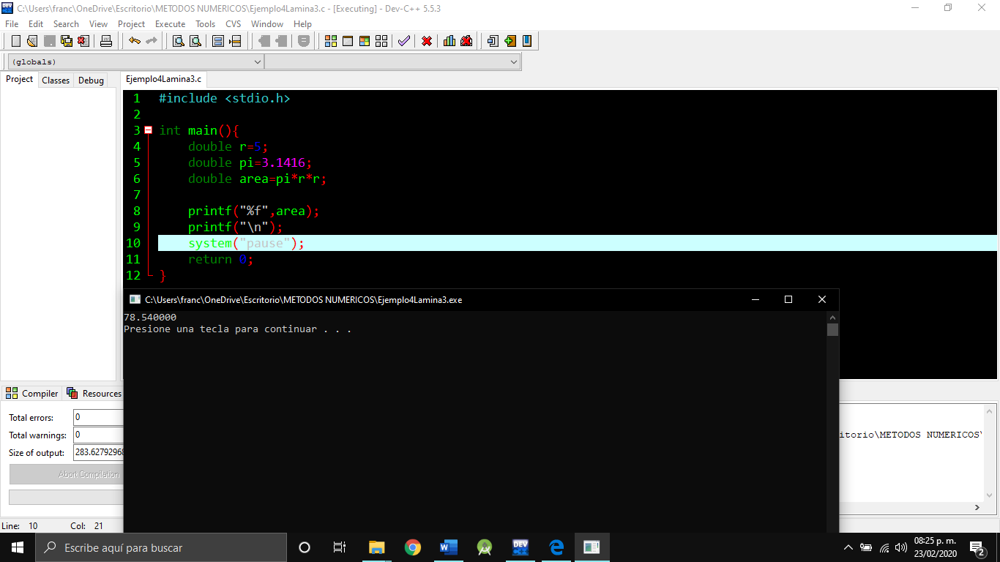 C:\Users\franc\OneDrive\Escritorio\METODOS NUMERICOS\Ejemplo4Lamina3.c - [Executing] - Dev-C++ 5.5.3
File Edit Search View Project Execute Tools CVS Window Help
(globals)
Project Classes Debug Ejemplo4Lamina3.c
1 #include <stdio.h>
2
3 int main(){
4 double r=5;
5 double pi=3.1416;
6 double area=pi*r*r;
7
8 printf("%f",area);
9 printf("\n");
10 system("pause");
11 return 0;
12 }
C:\Users\franc\OneDrive\Escritorio\METODOS NUMERICOS\Ejemplo4Lamina3.exe
78.540000
Presione una tecla para continuar . . .
Compiler Resources
Total errors: 0
Total warnings: 0
itorio\METODOS NUMERICOS\
Size of output: 283.62792968
Abort Compilation
Line: 10 Col: 21
Escribe aquí para buscar
W DEV C++
08:25 p. m.
23/02/2020
2